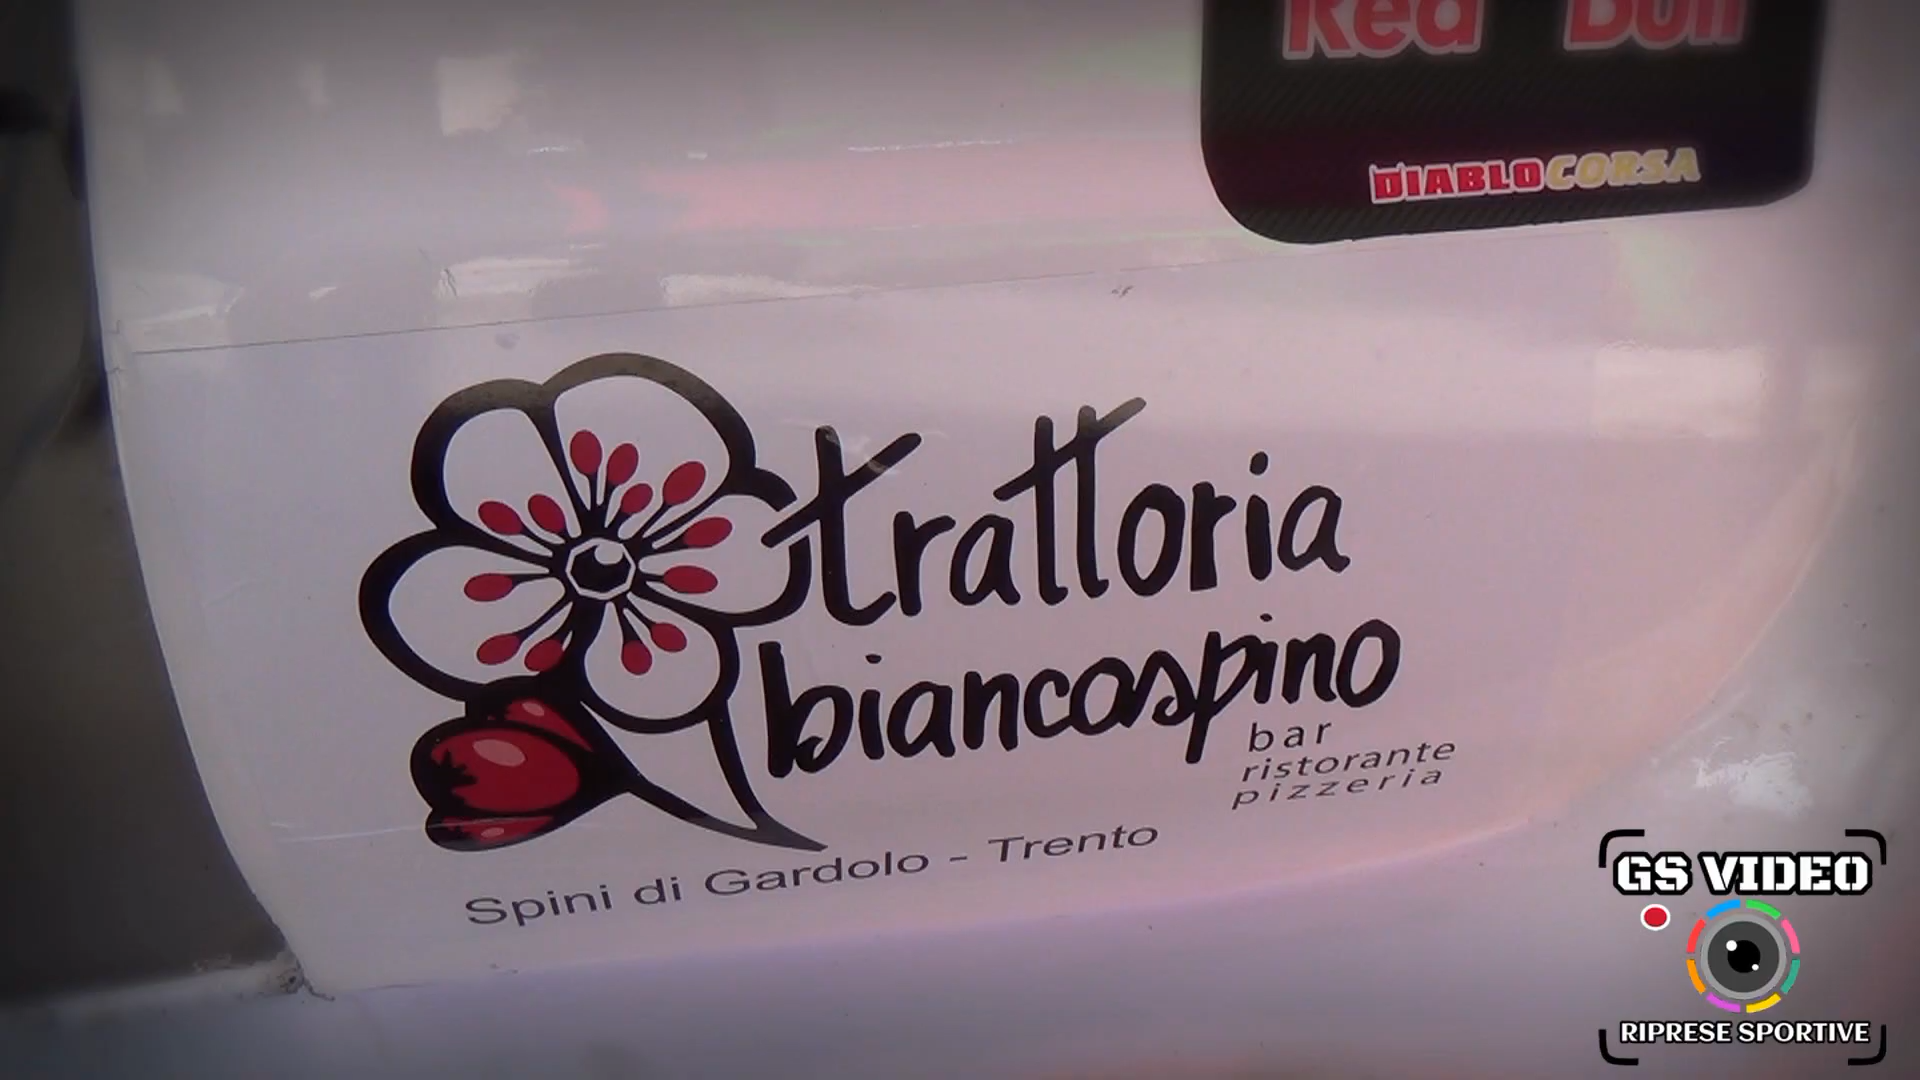 Red Bull
DIABLOCORSA
trattoria
biancospino
bar
ristorante
pizzeria
Spini di Gardolo - Trento
GS VIDEO
RIPRESE SPORTIVE